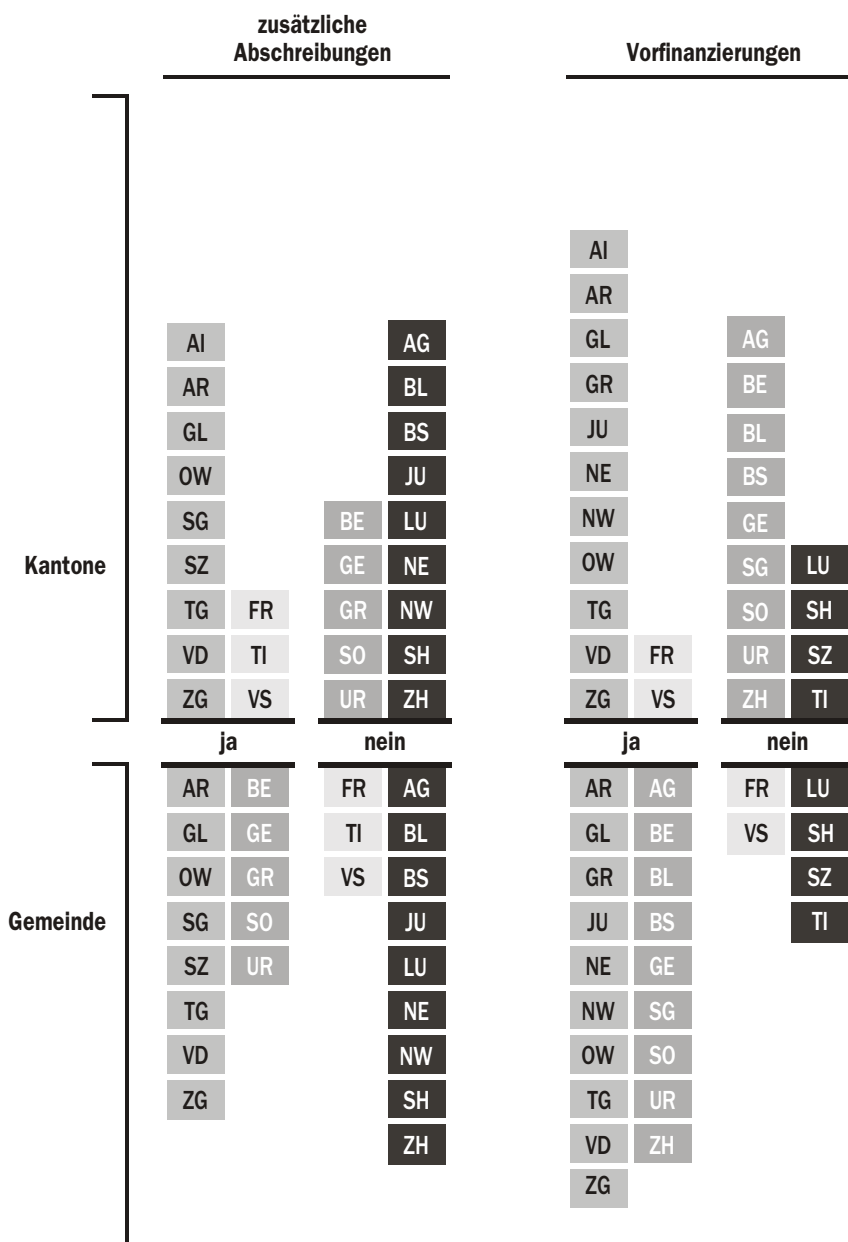 zusätzliche
Abschreibungen
Vorfinanzierungen
AI
AR
AI AG GL AG
AR BL GR BE
GL BS JU BL
OW JU NE BS
SG BE LU NW GE
Kantone SZ GE NE OW SG LU
TG FR GR NW TG SO SH
VD TI SO SH VD FR UR SZ
ZG VS UR ZH ZG VS ZH TI
ja nein ja nein
AR BE FR AG AR AG FR LU
GL GE TI BL GL BE VS SH
OW GR VS BS GR BL SZ
Gemeinde SG SO JU JU BS TI
SZ UR LU NE GE
TG NE NW SG
VD NW OW SO
ZG SH TG UR
ZH VD ZH
ZG